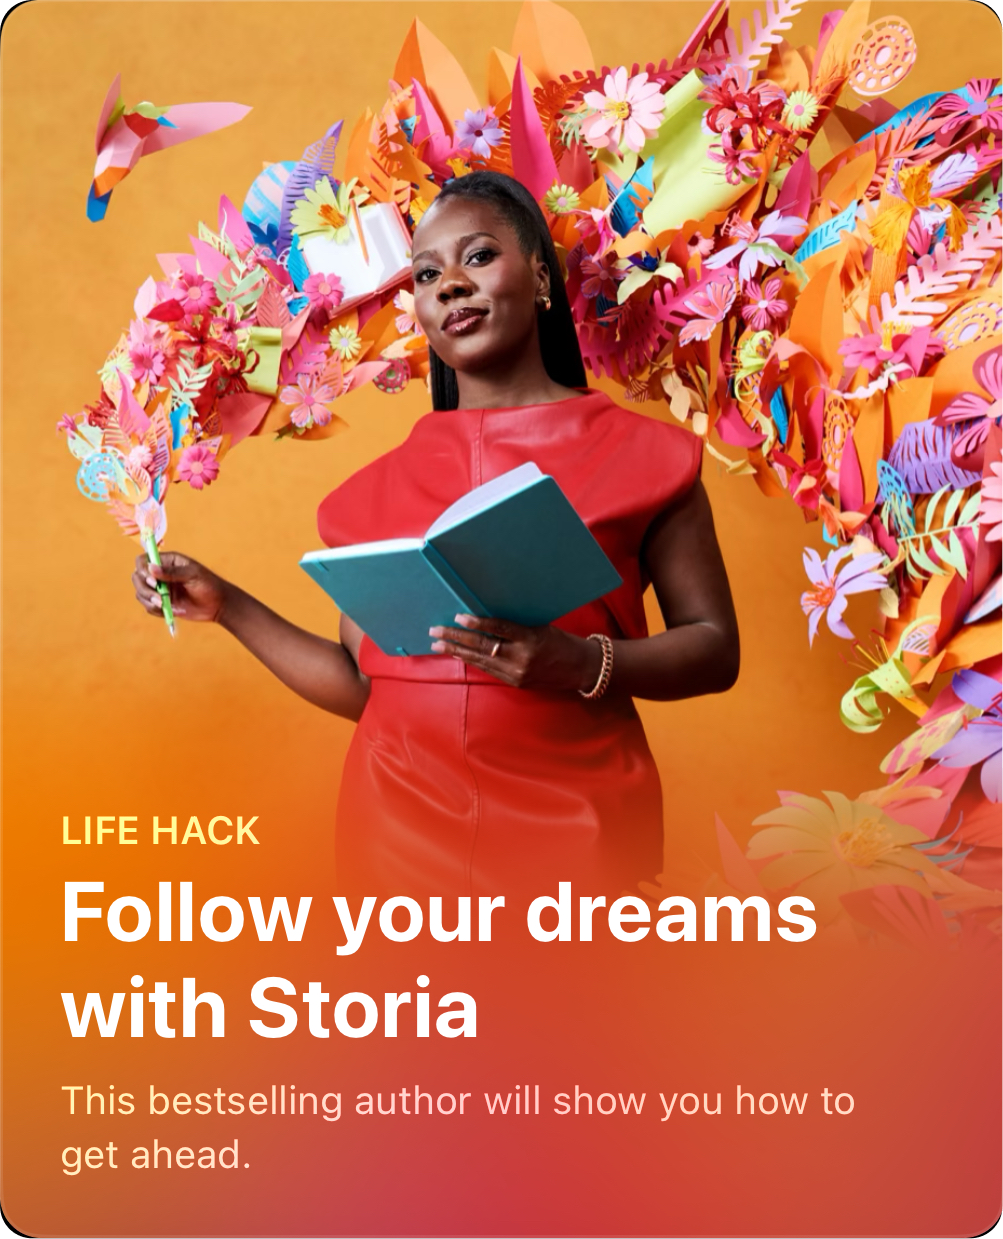 LIFE HACK
Follow your dreams
with Storia
This bestselling author will show you how to
get ahead.